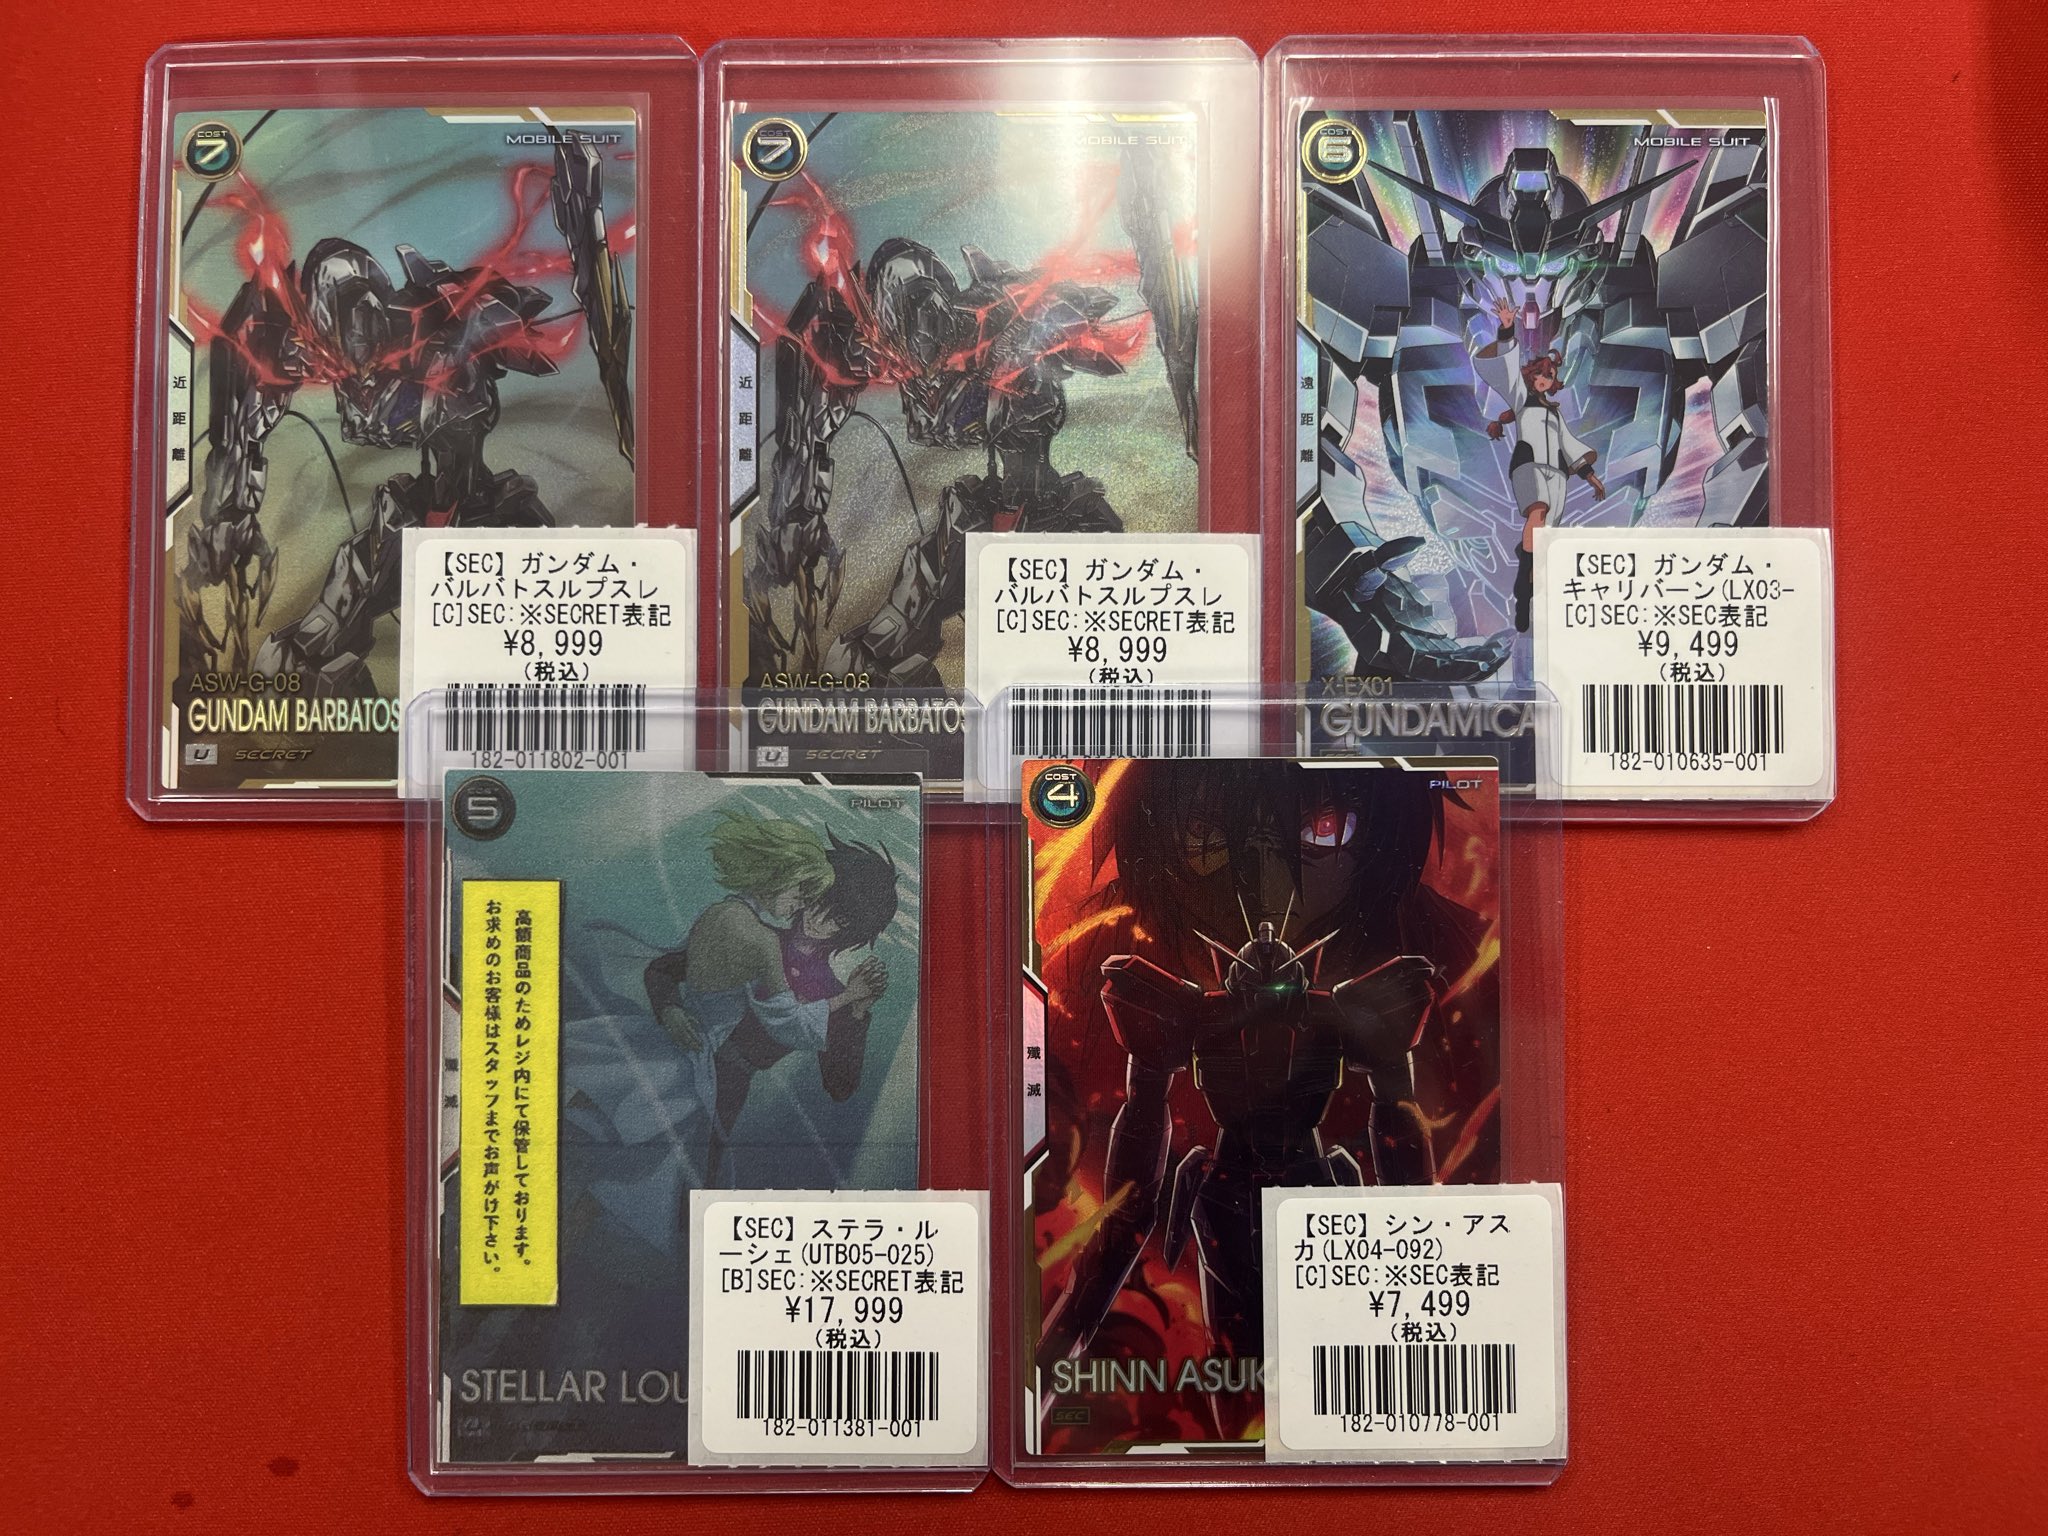 COST
7
MOBILE SUIT
近距離
ASW-G-08
GUNDAM BARBATOS
U
SECRET
【SEC】ガンダム・
バルバトスルプスレ
[C]SEC:※SECRET表記
¥8,999
(税込)
182-011802-001
COST
7
MOBILE SUIT
近距離
ASW-G-08
GUNDAM BARBATOS
U
SECRET
【SEC】ガンダム・
バルバトスルプスレ
[C]SEC:※SECRET表記
¥8,999
(税込)
COST
6
MOBILE SUIT
遠距離
X-EX01
GUNDAM CA
【SEC】ガンダム・
キャリバーン(LX03-
[C]SEC:※SEC表記
¥9,499
(税込)
182-010635-001
COST
5
PILOT
殲滅
高額商品のためレジ内にて保管しております。
お求めのお客様はスタッフまでお声がけ下さい。
STELLAR LOU
【SEC】ステラ・ル
ーシェ(UTB05-025)
[B]SEC:※SECRET表記
¥17,999
(税込)
182-011381-001
COST
4
PILOT
殲滅
SHINN ASUK
SEC
【SEC】シン・アス
カ(LX04-092)
[C]SEC:※SEC表記
¥7,499
(税込)
182-010778-001